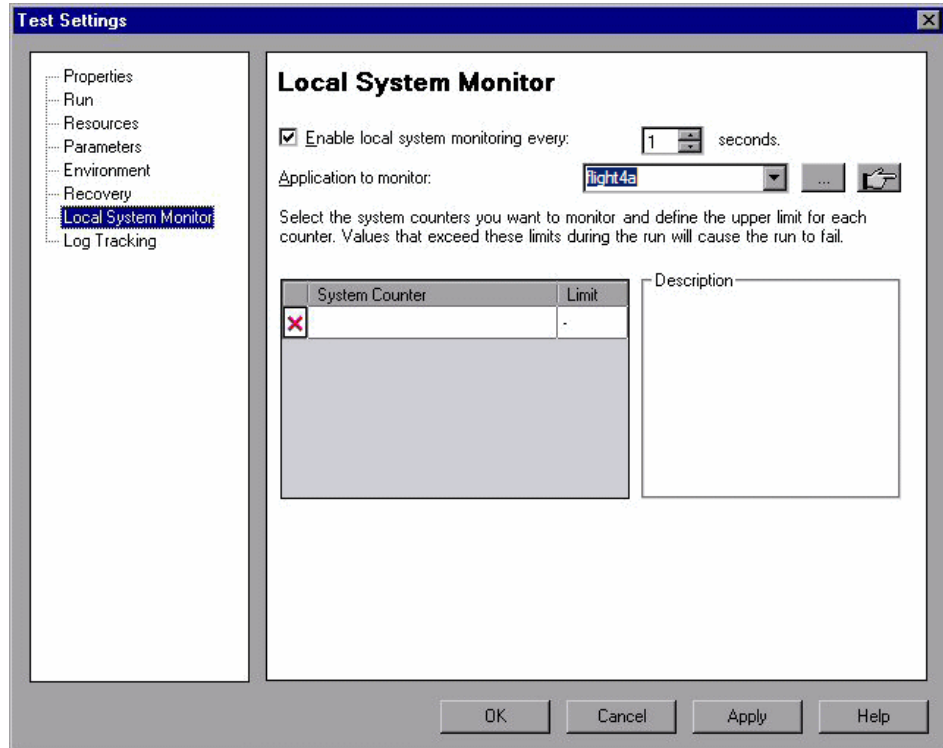 Test Settings
Properties
Run
Resources
Parameters
Environment
Recovery
Local System Monitor
Log Tracking
Local System Monitor
Enable local system monitoring every: 1 seconds.
Application to monitor: flight4a ...
Select the system counters you want to monitor and define the upper limit for each
counter. Values that exceed these limits during the run will cause the run to fail.
System Counter Limit
-
Description
OK Cancel Apply Help